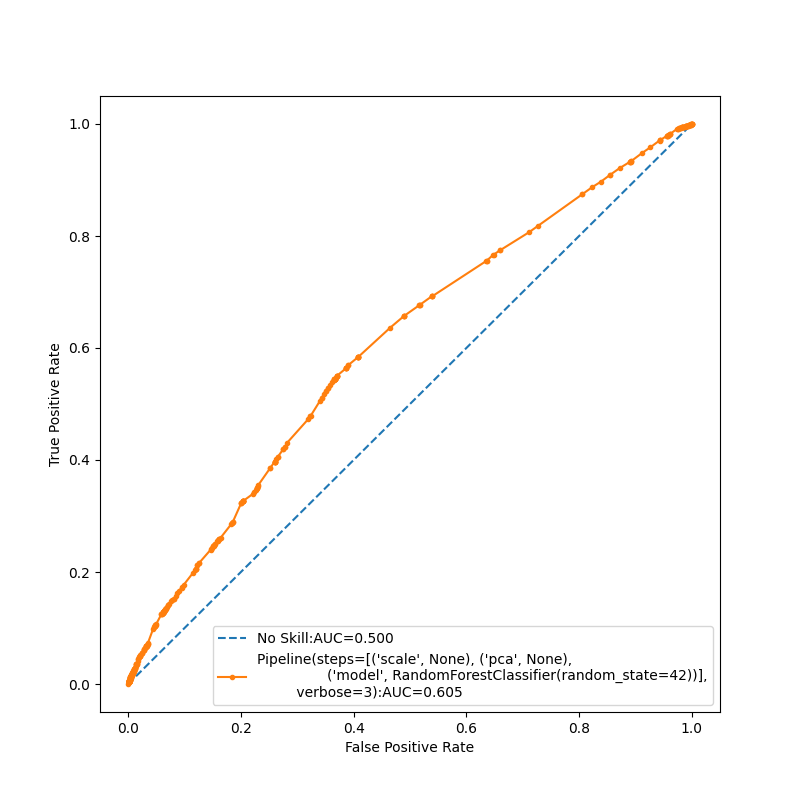 1.0
0.8
0.6
0.4
0.2
0.0
True Positive Rate
No Skill:AUC=0.500
Pipeline(steps=[('scale', None), ('pca', None),
('model', RandomForestClassifier(random_state=42))],
verbose=3):AUC=0.605
0.0 0.2 0.4 0.6 0.8 1.0
False Positive Rate